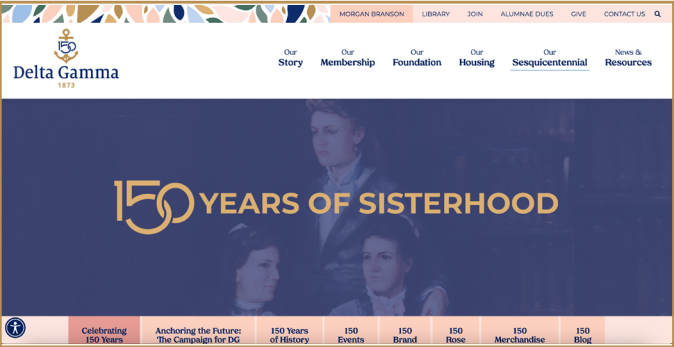 MORGAN BRANSON LIBRARY JOIN ALUMNAE DUES GIVE CONTACT US
150
Delta Gamma
1873
Our Story
Our Membership
Our Foundation
Our Housing
Our Sesquicentennial
News & Resources
150 YEARS OF SISTERHOOD
Celebrating
150 Years
Anchoring the Future:
The Campaign for DG
150 Years
of History
150
Events
150
Brand
150
Rose
150
Merchandise
150
Blog